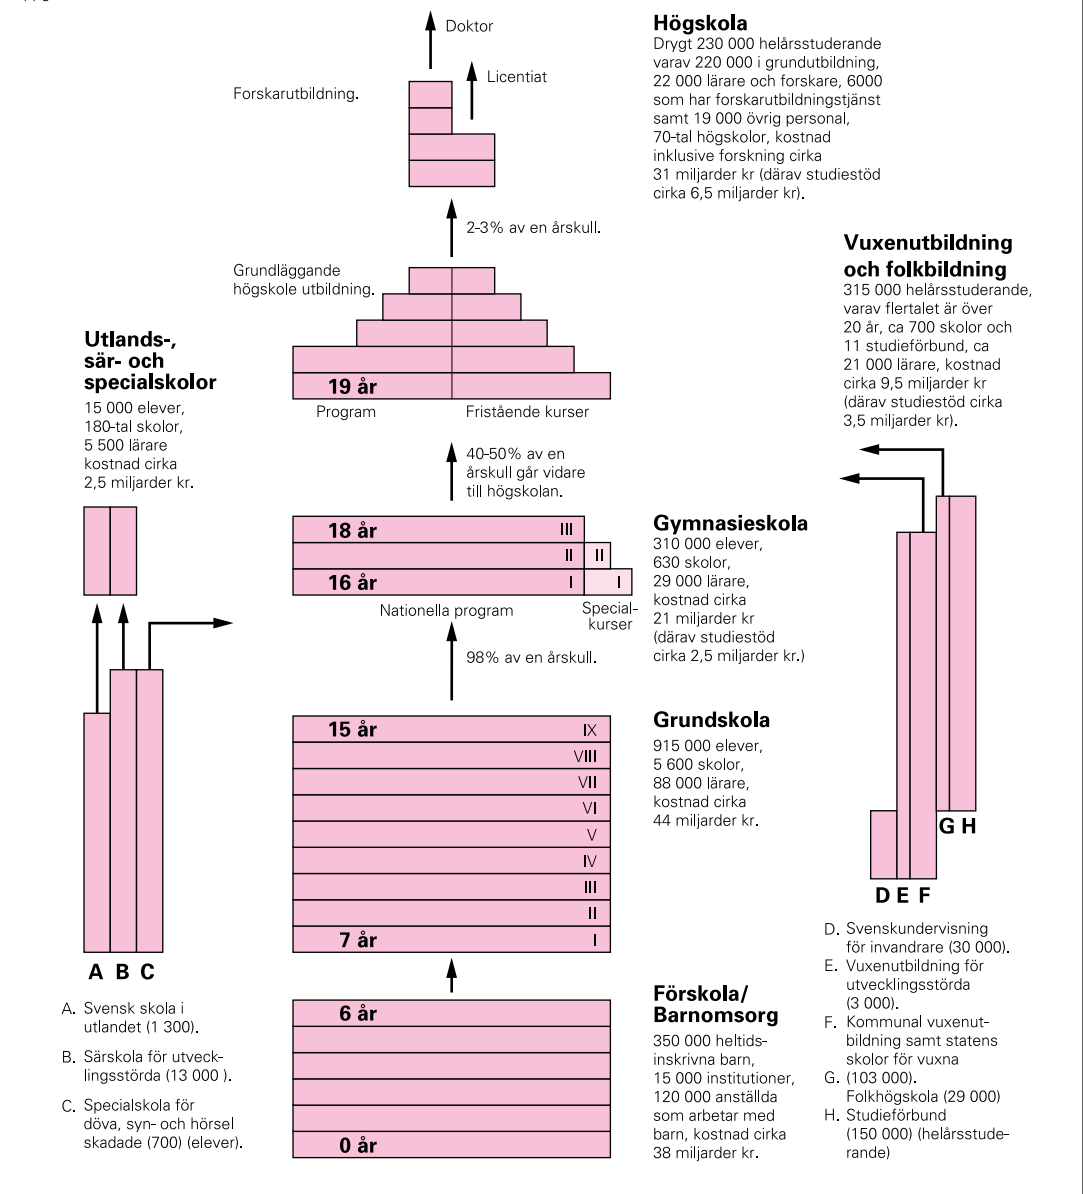 Doktor
Licentiat
Forskarutbildning.
Högskola
Drygt 230 000 helårsstuderande
varav 220 000 i grundutbildning,
22 000 lärare och forskare, 6000
som har forskarutbildningstjänst
samt 19 000 övrig personal,
70-tal högskolor, kostnad
inklusive forskning cirka
31 miljarder kr (därav studiestöd
cirka 6,5 miljarder kr).
2-3% av en årskull.
Grundläggande
högskole utbildning.
19 år
Program
Fristående kurser
Vuxenutbildning
och folkbildning
315 000 helårsstuderande,
varav flertalet är över
20 år, ca 700 skolor och
11 studieförbund, ca
21 000 lärare, kostnad
cirka 9,5 miljarder kr
(därav studiestöd cirka
3,5 miljarder kr).
Utlands-,
sär- och
specialskolor
15 000 elever,
180-tal skolor,
5 500 lärare
kostnad cirka
2,5 miljarder kr.
40-50% av en
årskull går vidare
till högskolan.
18 år III
II II
16 år I I
Nationella program
Special-
kurser
Gymnasieskola
310 000 elever,
630 skolor,
29 000 lärare,
kostnad cirka
21 miljarder kr
(därav studiestöd
cirka 2,5 miljarder kr.)
98% av en årskull.
15 år IX
VIII
VII
VI
V
IV
III
II
7 år I
Grundskola
915 000 elever,
5 600 skolor,
88 000 lärare,
kostnad cirka
44 miljarder kr.
G H
D E F
A B C
A. Svensk skola i
utlandet (1 300).
B. Särskola för utveck-
lingsstörda (13 000 ).
C. Specialskola för
döva, syn- och hörsel
skadade (700) (elever).
6 år
0 år
Förskola/
Barnomsorg
350 000 heltids-
inskrivna barn,
15 000 institutioner,
120 000 anställda
som arbetar med
barn, kostnad cirka
38 miljarder kr.
D. Svenskundervisning
för invandrare (30 000).
E. Vuxenutbildning för
utvecklingsstörda
(3 000).
F. Kommunal vuxenut-
bildning samt statens
skolor för vuxna
G. (103 000).
Folkhögskola (29 000)
H. Studieförbund
(150 000) (helårsstude-
rande)